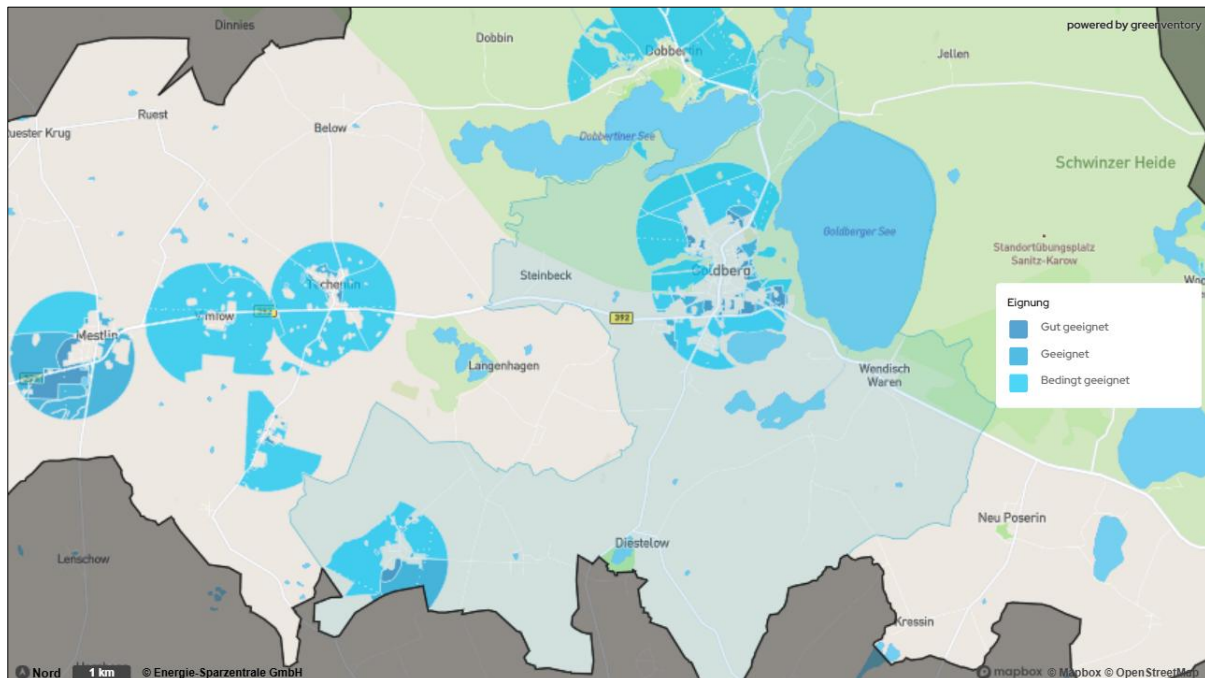 Dinnies
powered by greenventory
Dobbin
Dobbertin
Jellen
Ruest
Ruester Krug
Below
Dobbertiner See
Schwinzer Heide
Goldberger See
Standortübungsplatz
Sanitz-Karow
Steinbeck
Goldberg
Techentin
Eignung
Gut geeignet
Geeignet
Bedingt geeignet
392
Mestlin
Langenhagen
Wendisch
Waren
Neu Poserin
Diestelow
Lenschow
Kressin
Nord
1 km
© Energie-Sparzentrale GmbH
mapbox © Mapbox © OpenStreetMap